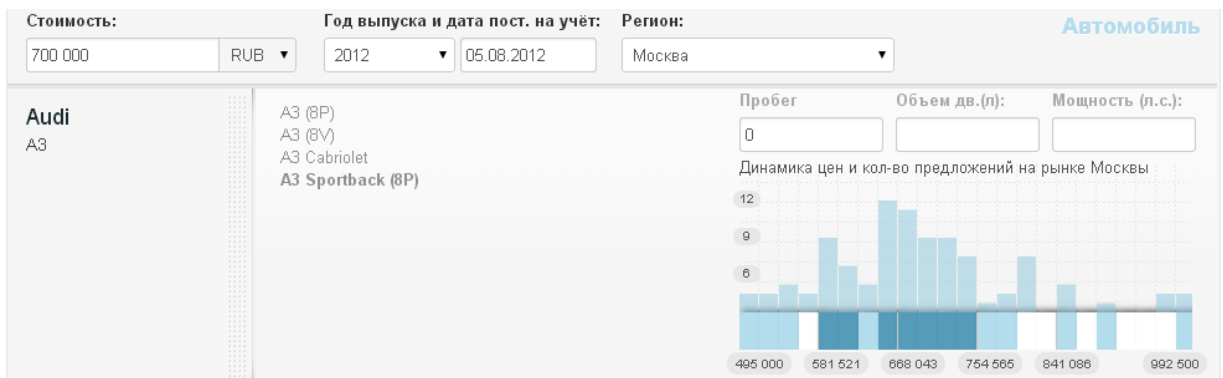 Стоимость:
Год выпуска и дата пост. на учёт:
Регион:
Автомобиль
700 000
RUB
2012
05.08.2012
Москва
Audi
A3
A3 (8P)
A3 (8V)
A3 Cabriolet
A3 Sportback (8P)
Пробег
Объем дв.(л):
Мощность (л.с.):
0
Динамика цен и кол-во предложений на рынке Москвы
12
9
6
495 000
581 521
668 043
754 565
841 086
992 500